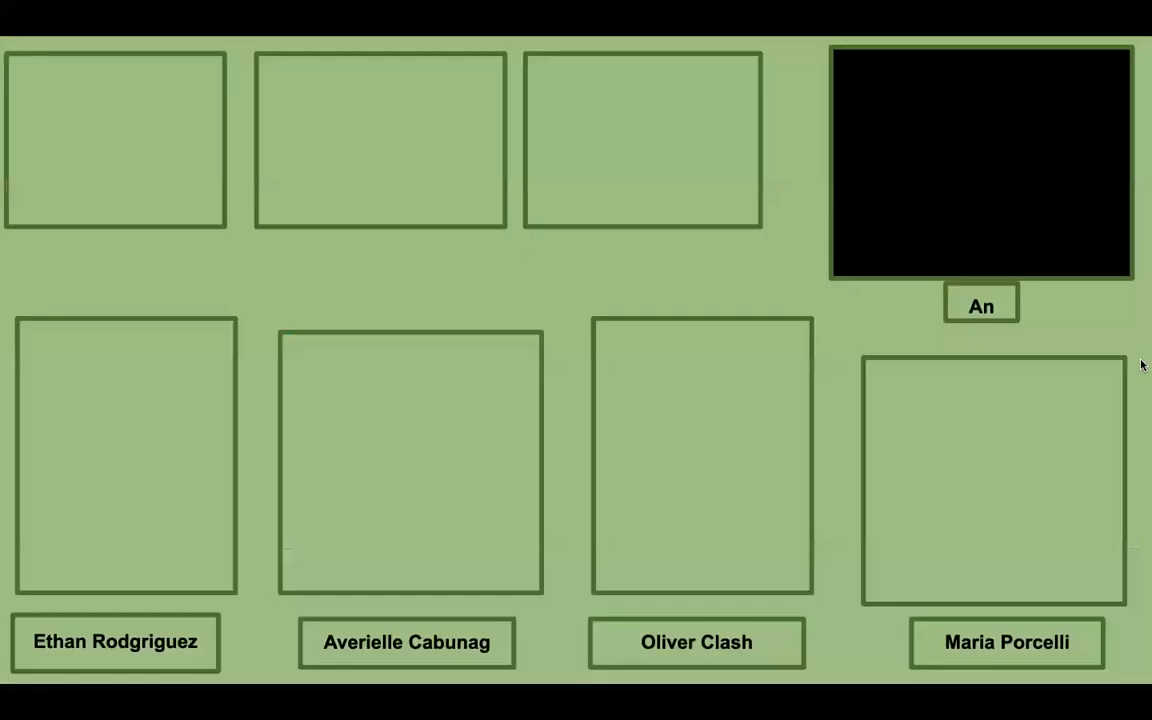 An
Ethan Rodgriguez
Averielle Cabunag
Oliver Clash
Maria Porcelli